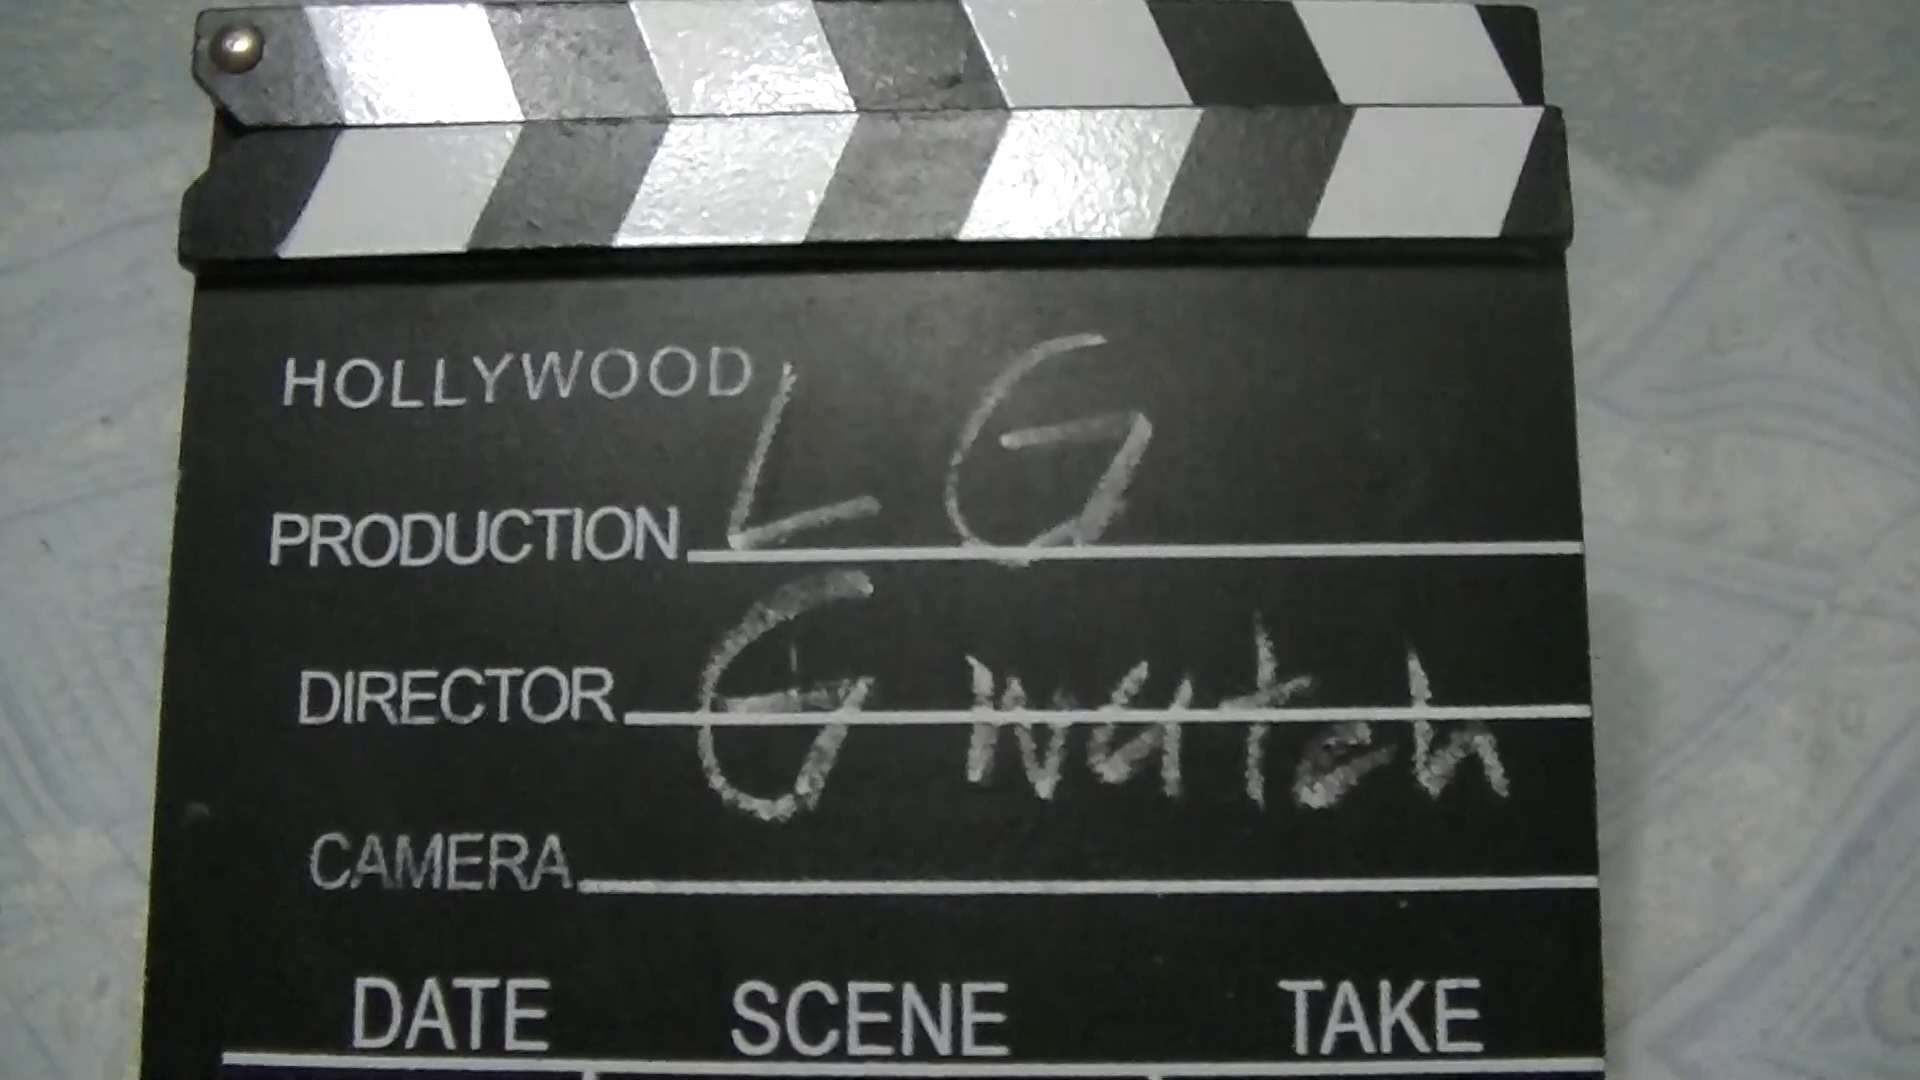 HOLLYWOOD
LG
PRODUCTION
DIRECTOR G Watch
CAMERA
DATE SCENE TAKE